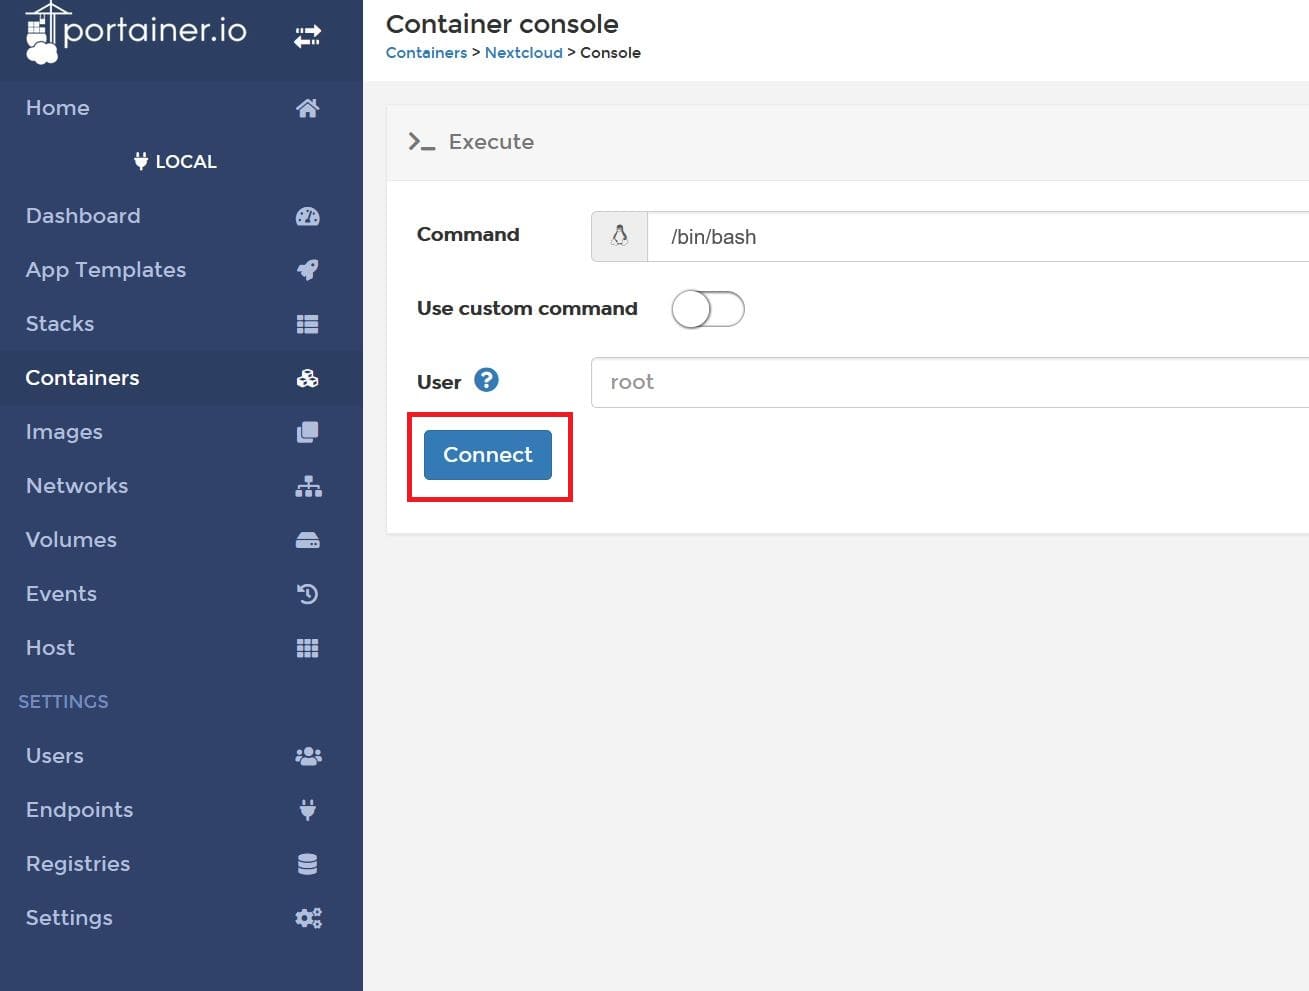 portainer.io
Home
LOCAL
Dashboard
App Templates
Stacks
Containers
Images
Networks
Volumes
Events
Host
SETTINGS
Users
Endpoints
Registries
Settings
Container console
Containers > Nextcloud > Console
>_ Execute
Command /bin/bash
Use custom command
User ? root
Connect